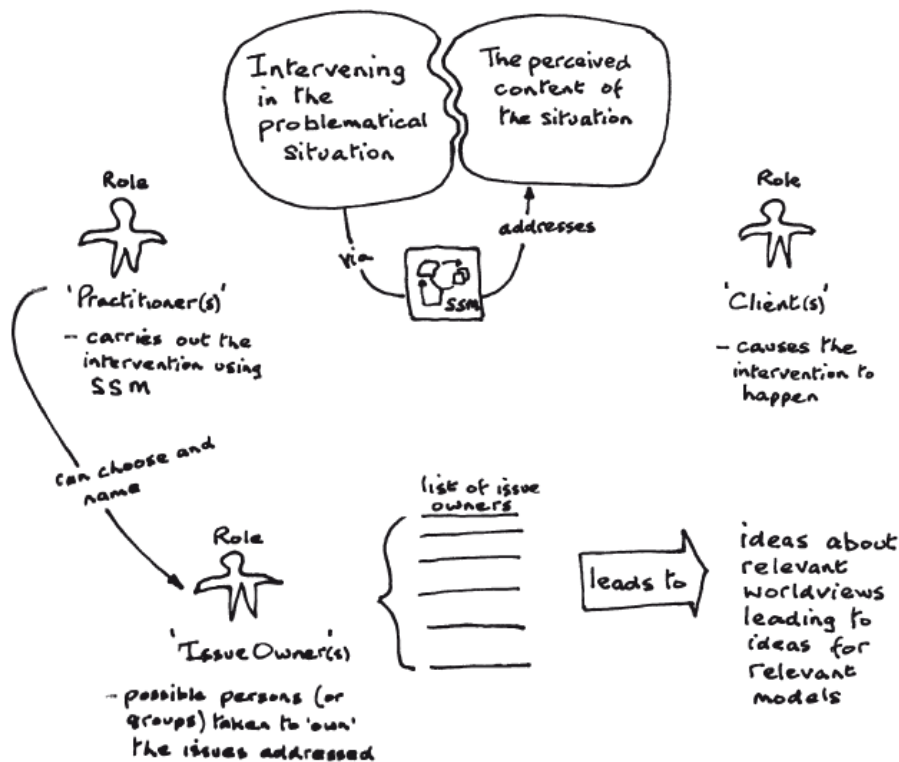 Intervening
in the
problematical
situation
The perceived
content of
the situation
via
SSM
addresses
Role
'Practitioner(s)'
- carries out the
intervention using
SSM
Role
'Client(s)'
- causes the
intervention to
happen
can choose and
name
Role
'Issue Owner(s)
- possible persons (or
groups) taken to 'own'
the issues addressed
list of issue
owners
leads to
ideas about
relevant
worldviews
leading to
ideas for
relevant
models